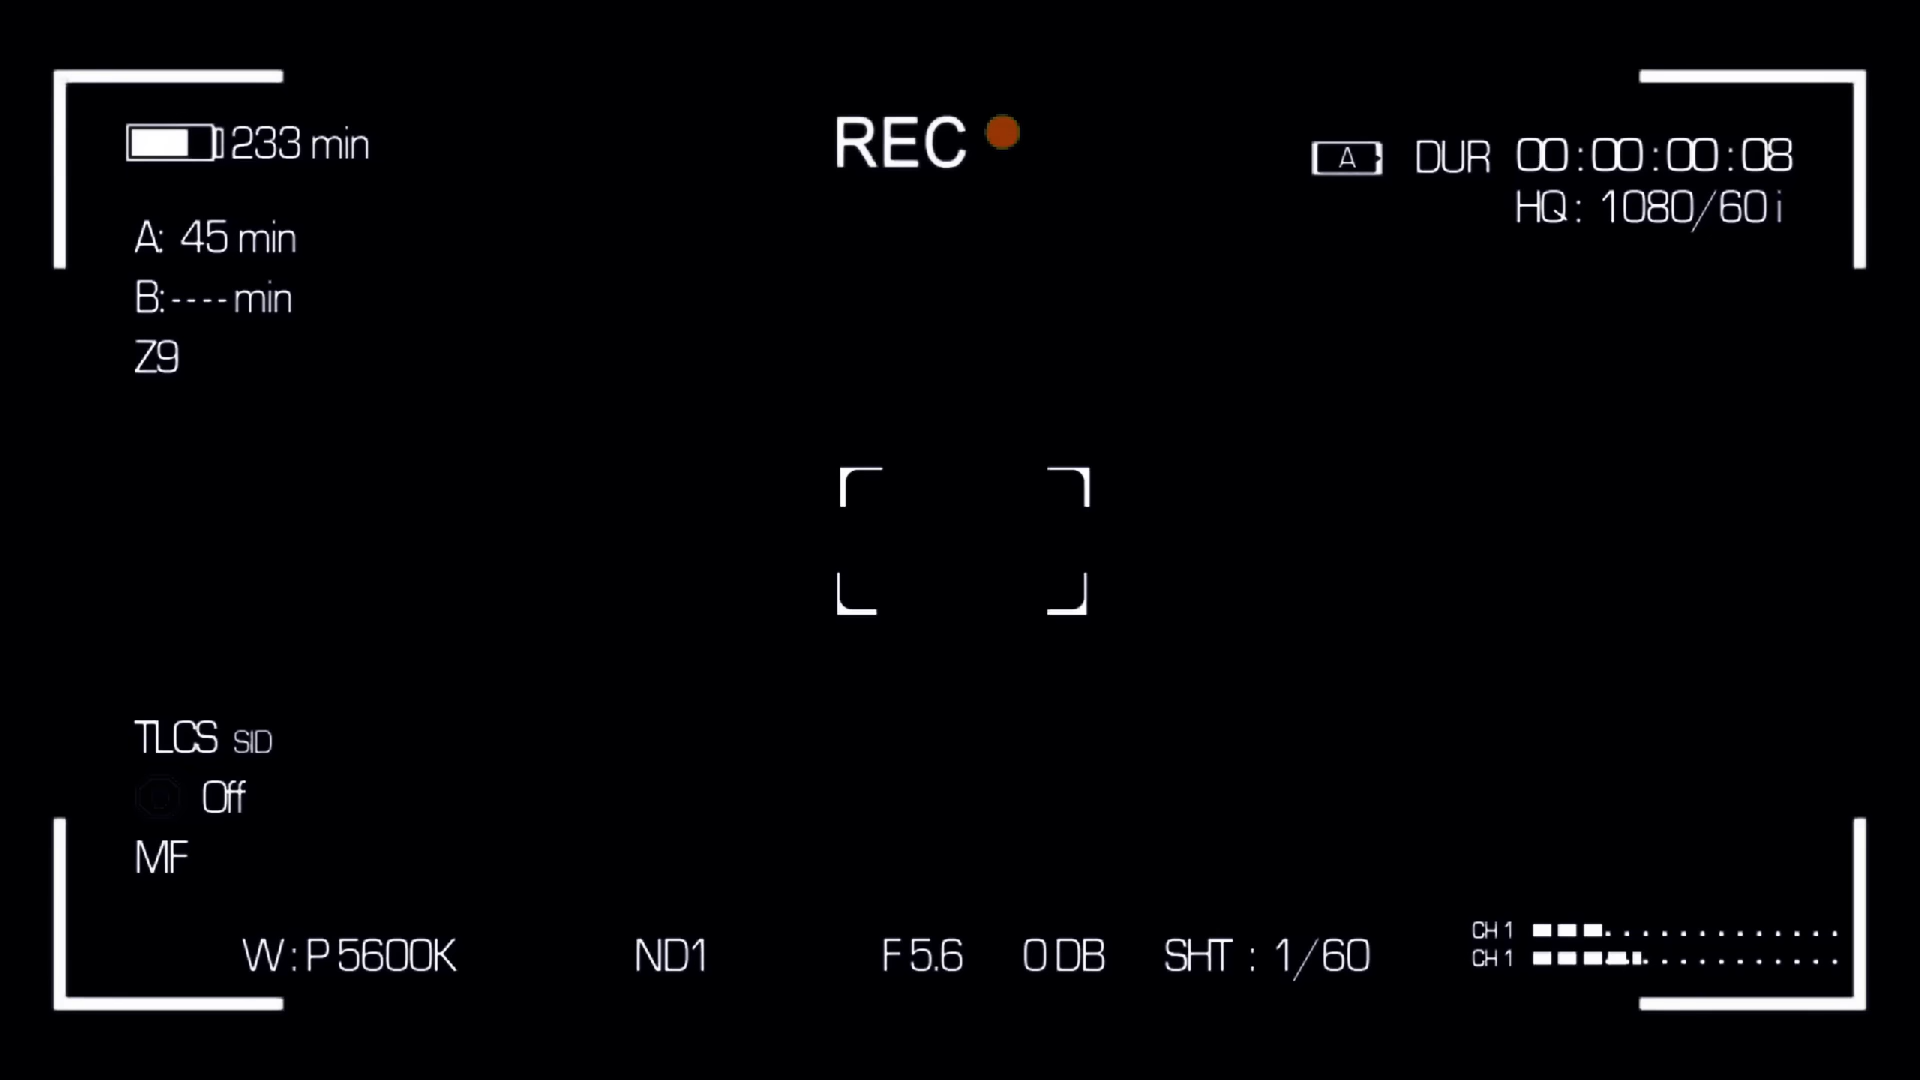 233 min
REC
A DUR 00:00:00:08
HQ: 1080/60i
A: 45 min
B:----min
Z9
TLCS SID
Off
MF
W: P 5600K ND1 F 5.6 0 DB SHT : 1/60
CH 1
CH 1